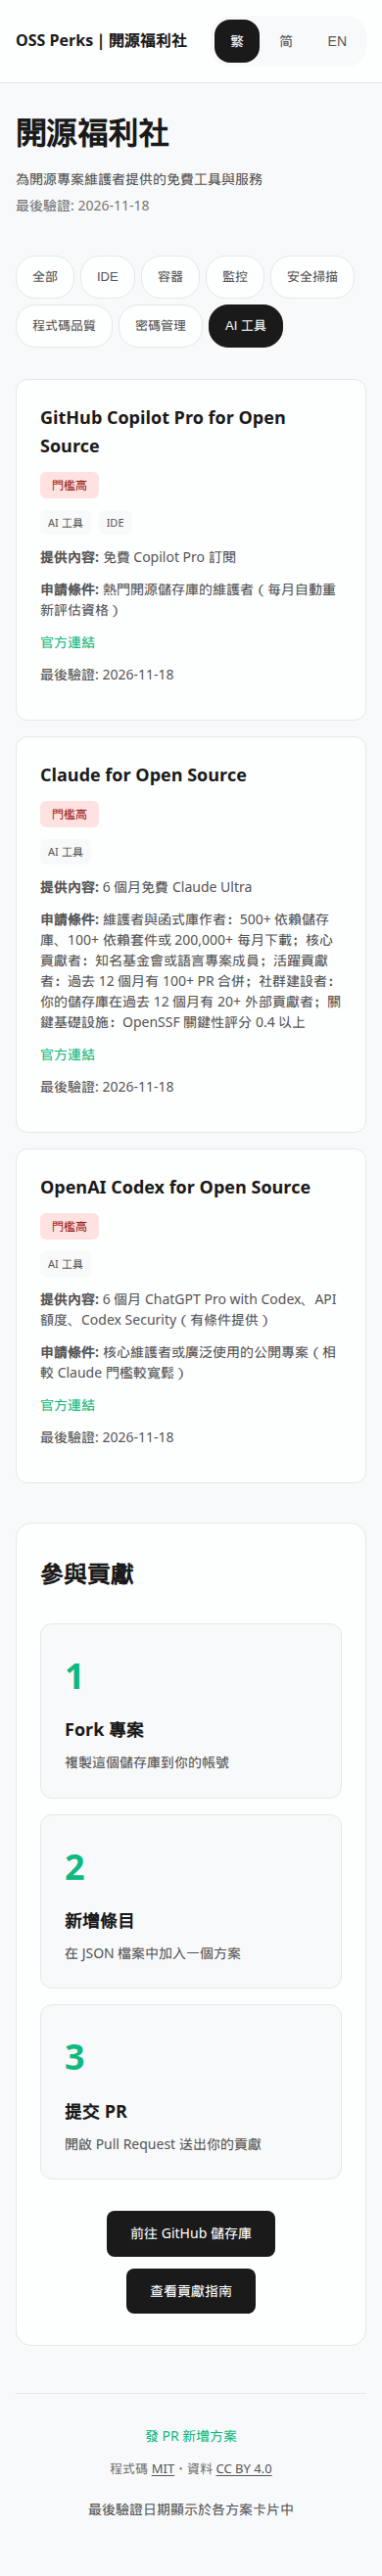 OSS Perks | 開源福利社
繁 简 EN
開源福利社
為開源專案維護者提供的免費工具與服務
最後驗證: 2026-11-18
全部 IDE 容器 監控 安全掃描
程式碼品質 密碼管理 AI 工具
GitHub Copilot Pro for Open
Source
門檻高
AI 工具 IDE
提供內容: 免費 Copilot Pro 訂閱
申請條件: 熱門開源儲存庫的維護者（每月自動重
新評估資格）
官方連結
最後驗證: 2026-11-18
Claude for Open Source
門檻高
AI 工具
提供內容: 6 個月免費 Claude Ultra
申請條件: 維護者與函式庫作者：500+ 依賴儲存
庫、100+ 依賴套件或 200,000+ 每月下載；核心
貢獻者：知名基金會或語言專案成員；活躍貢獻
者：過去 12 個月有 100+ PR 合併；社群建設者：
你的儲存庫在過去 12 個月有 20+ 外部貢獻者；關
鍵基礎設施：OpenSSF 關鍵性評分 0.4 以上
官方連結
最後驗證: 2026-11-18
OpenAI Codex for Open Source
門檻高
AI 工具
提供內容: 6 個月 ChatGPT Pro with Codex、API
額度、Codex Security（有條件提供）
申請條件: 核心維護者或廣泛使用的公開專案（相
較 Claude 門檻較寬鬆）
官方連結
最後驗證: 2026-11-18
參與貢獻
1
Fork 專案
複製這個儲存庫到你的帳號
2
新增條目
在 JSON 檔案中加入一個方案
3
提交 PR
開啟 Pull Request 送出你的貢獻
前往 GitHub 儲存庫
查看貢獻指南
發 PR 新增方案
程式碼 MIT · 資料 CC BY 4.0
最後驗證日期顯示於各方案卡片中